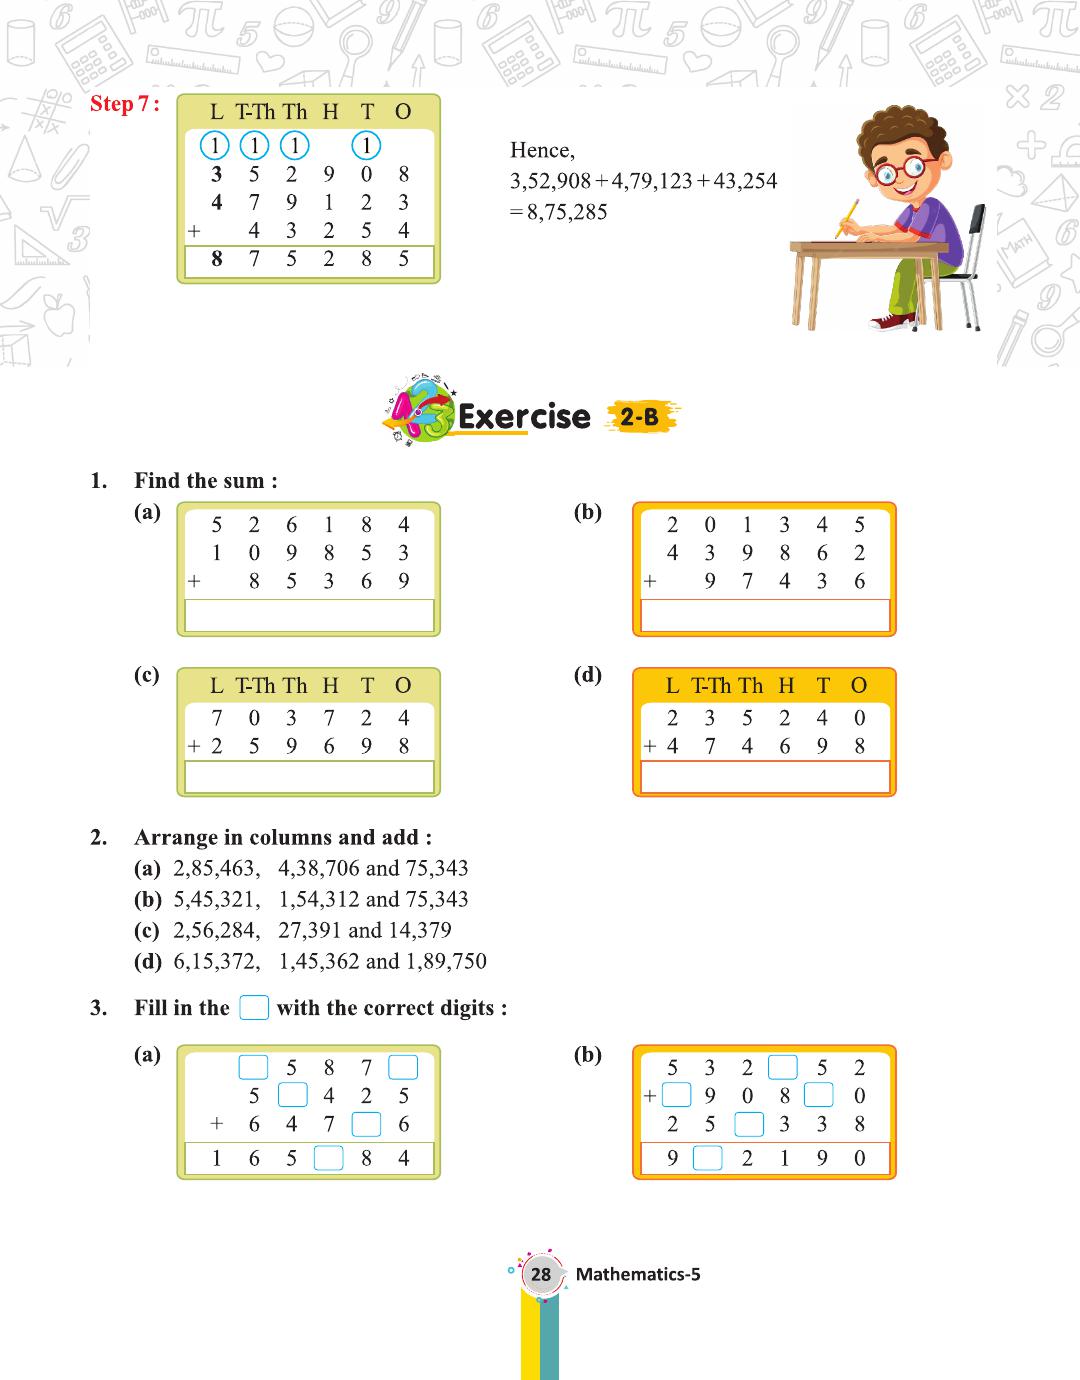 Step 7 :
L T-Th Th H T O
1 1 1 1
3 5 2 9 0 8
4 7 9 1 2 3
+ 4 3 2 5 4
8 7 5 2 8 5
Hence,
3,52,908 + 4,79,123 + 43,254
= 8,75,285
Exercise 2-B
1. Find the sum :
(a)
5 2 6 1 8 4
1 0 9 8 5 3
+ 8 5 3 6 9
(b)
2 0 1 3 4 5
4 3 9 8 6 2
+ 9 7 4 3 6
(c)
L T-Th Th H T O
7 0 3 7 2 4
+ 2 5 9 6 9 8
(d)
L T-Th Th H T O
2 3 5 2 4 0
+ 4 7 4 6 9 8
2. Arrange in columns and add :
(a) 2,85,463, 4,38,706 and 75,343
(b) 5,45,321, 1,54,312 and 75,343
(c) 2,56,284, 27,391 and 14,379
(d) 6,15,372, 1,45,362 and 1,89,750
3. Fill in the with the correct digits :
(a)
5 8 7
5 4 2 5
+ 6 4 7 6
1 6 5 8 4
(b)
5 3 2 5 2
+ 9 0 8 0
2 5 3 3 8
9 2 1 9 0
28 Mathematics-5